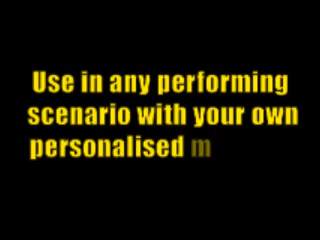 Use in any performing
scenario with your own
personalised m